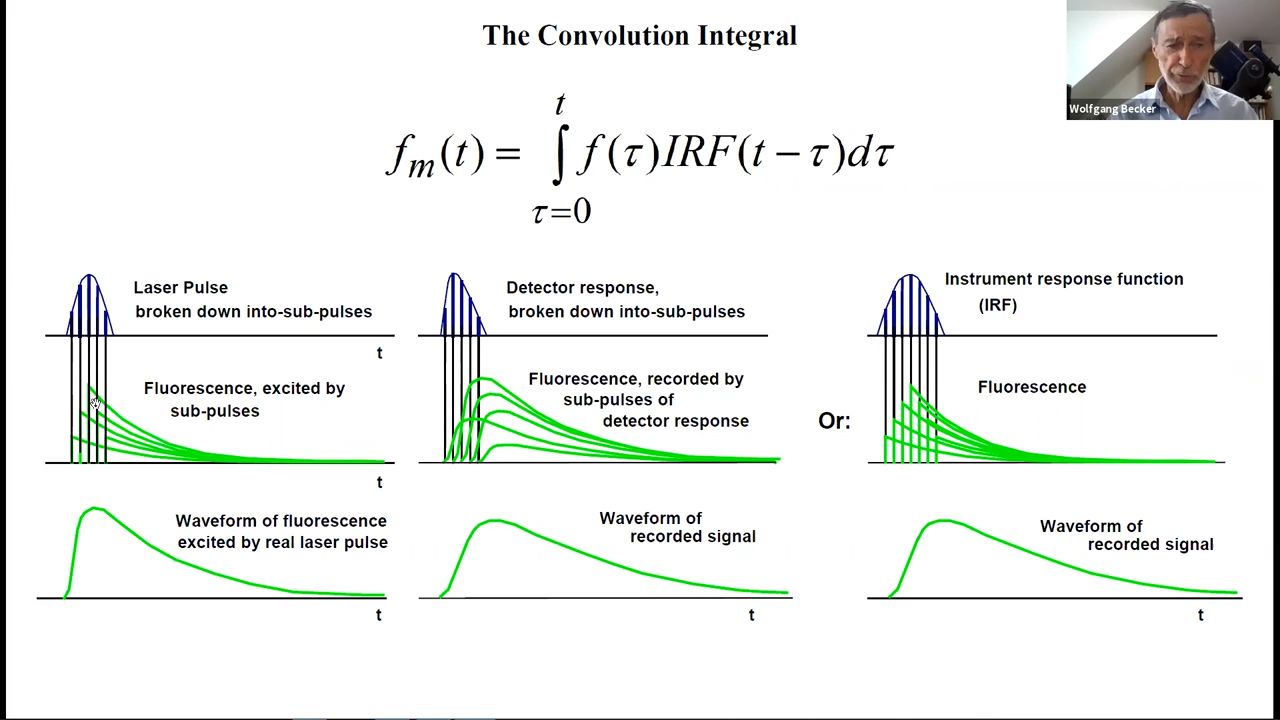 The Convolution Integral
Wolfgang Becker
t
fm(t) = ∫ f(τ)IRF(t − τ)dτ
τ=0
Laser Pulse
broken down into-sub-pulses
t
Fluorescence, excited by
sub-pulses
t
Waveform of fluorescence
excited by real laser pulse
t
Detector response,
broken down into-sub-pulses
Fluorescence, recorded by
sub-pulses of
detector response
Waveform of
recorded signal
t
Or:
Instrument response function
(IRF)
Fluorescence
Waveform of
recorded signal
t